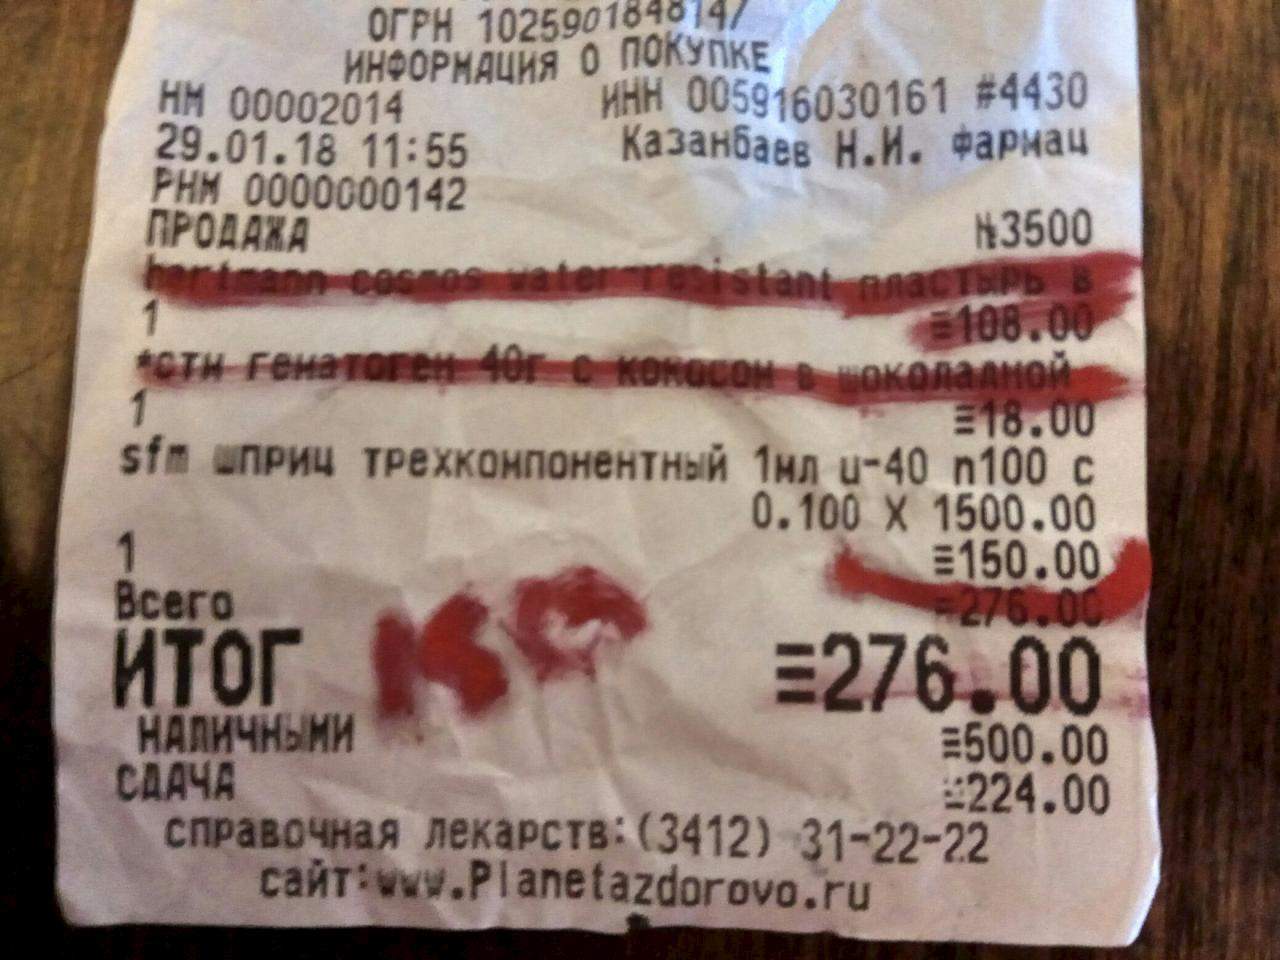 ОГРН 1025901848147
ИНФОРМАЦИЯ О ПОКУПКЕ
НМ 00002014 ИНН 005916030161 #4430
29.01.18 11:55 Казанбаев Н.И. Фармац
РНМ 0000000142
ПРОДАЖА №3500
hartmann cosmos water-resistant пластырь в
1 ≡108.00
*стм гематоген 40г с кокосом в шоколадной
1 ≡18.00
sfm шприц трехкомпонентный 1мл u-40 n100 с
0.100 X 1500.00
1 ≡150.00
Всего ≡276.00
ИТОГ ≡276.00
НАЛИЧНЫМИ ≡500.00
СДАЧА ≡224.00
справочная лекарств:(3412) 31-22-22
сайт:www.Planetazdorovo.ru